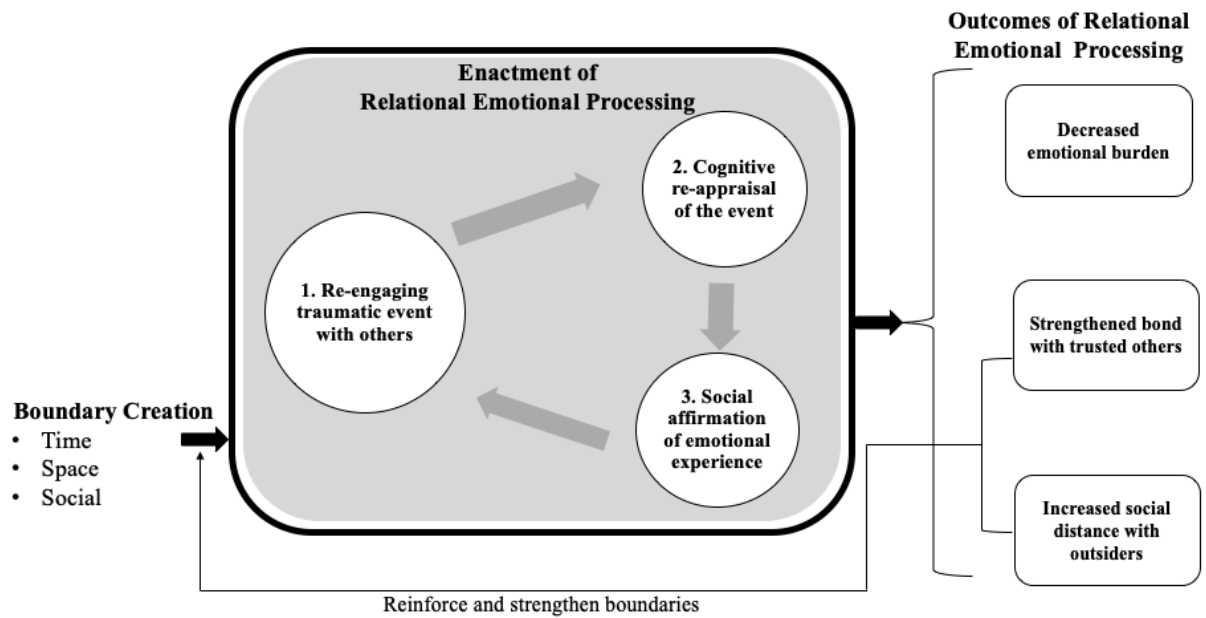 Boundary Creation
• Time
• Space
• Social
Enactment of
Relational Emotional Processing
1. Re-engaging
traumatic event
with others
2. Cognitive
re-appraisal
of the event
3. Social
affirmation
of emotional
experience
Outcomes of Relational
Emotional Processing
Decreased
emotional burden
Strengthened bond
with trusted others
Increased social
distance with
outsiders
Reinforce and strengthen boundaries